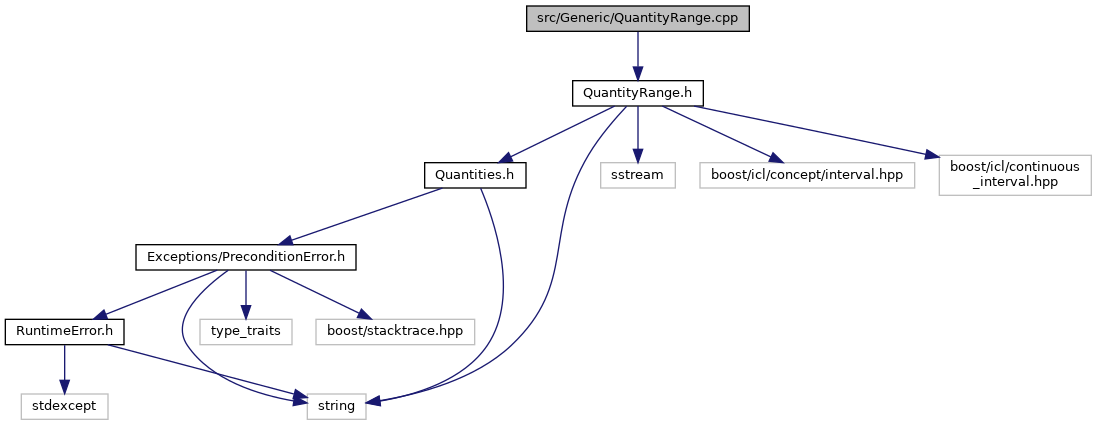 src/Generic/QuantityRange.cpp
QuantityRange.h
Quantities.h
sstream
boost/icl/concept/interval.hpp
boost/icl/continuous
_interval.hpp
Exceptions/PreconditionError.h
RuntimeError.h
type_traits
boost/stacktrace.hpp
stdexcept
string